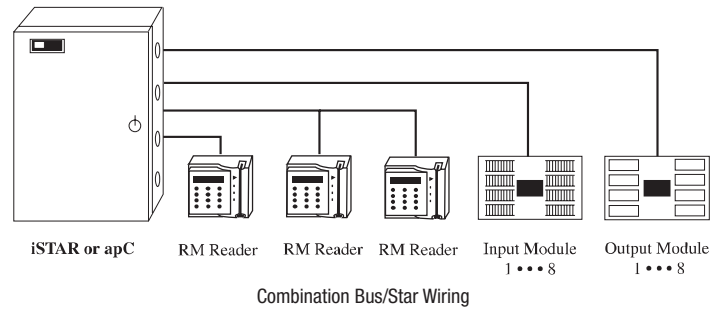 iSTAR or apC
RM Reader
RM Reader
RM Reader
Input Module
1 • • • 8
Output Module
1 • • • 8
Combination Bus/Star Wiring